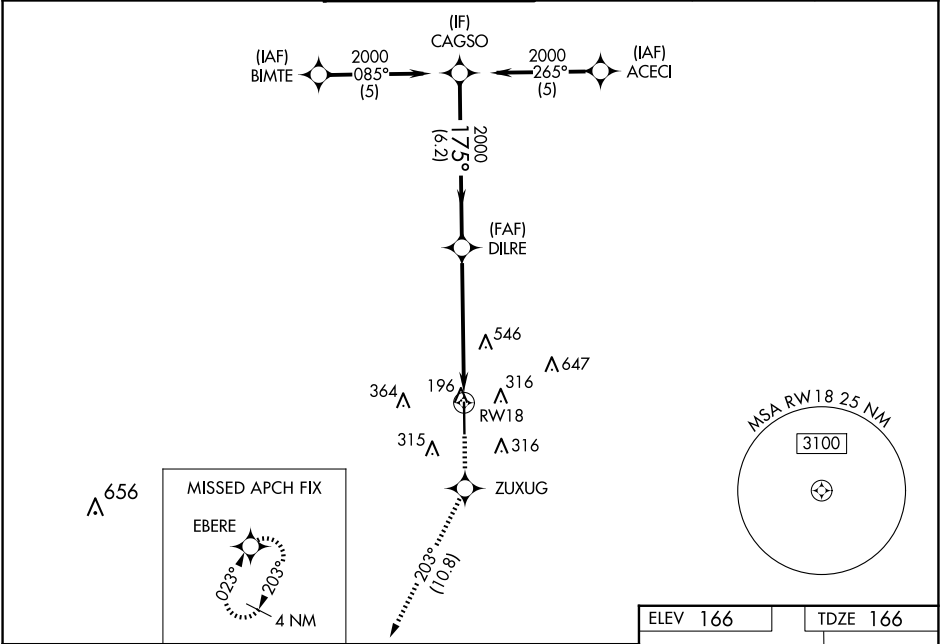 (IF)
CAGSO
(IAF)
BIMTE
2000
085°
(5)
2000
265°
(5)
(IAF)
ACECI
2000
175°
(6.2)
(FAF)
DILRE
546
647
364
196
316
RW18
315
316
ZUXUG
656
MISSED APCH FIX
EBERE
023°
203°
4 NM
203°
(10.8)
MSA RW18 25 NM
3100
ELEV 166
TDZE 166